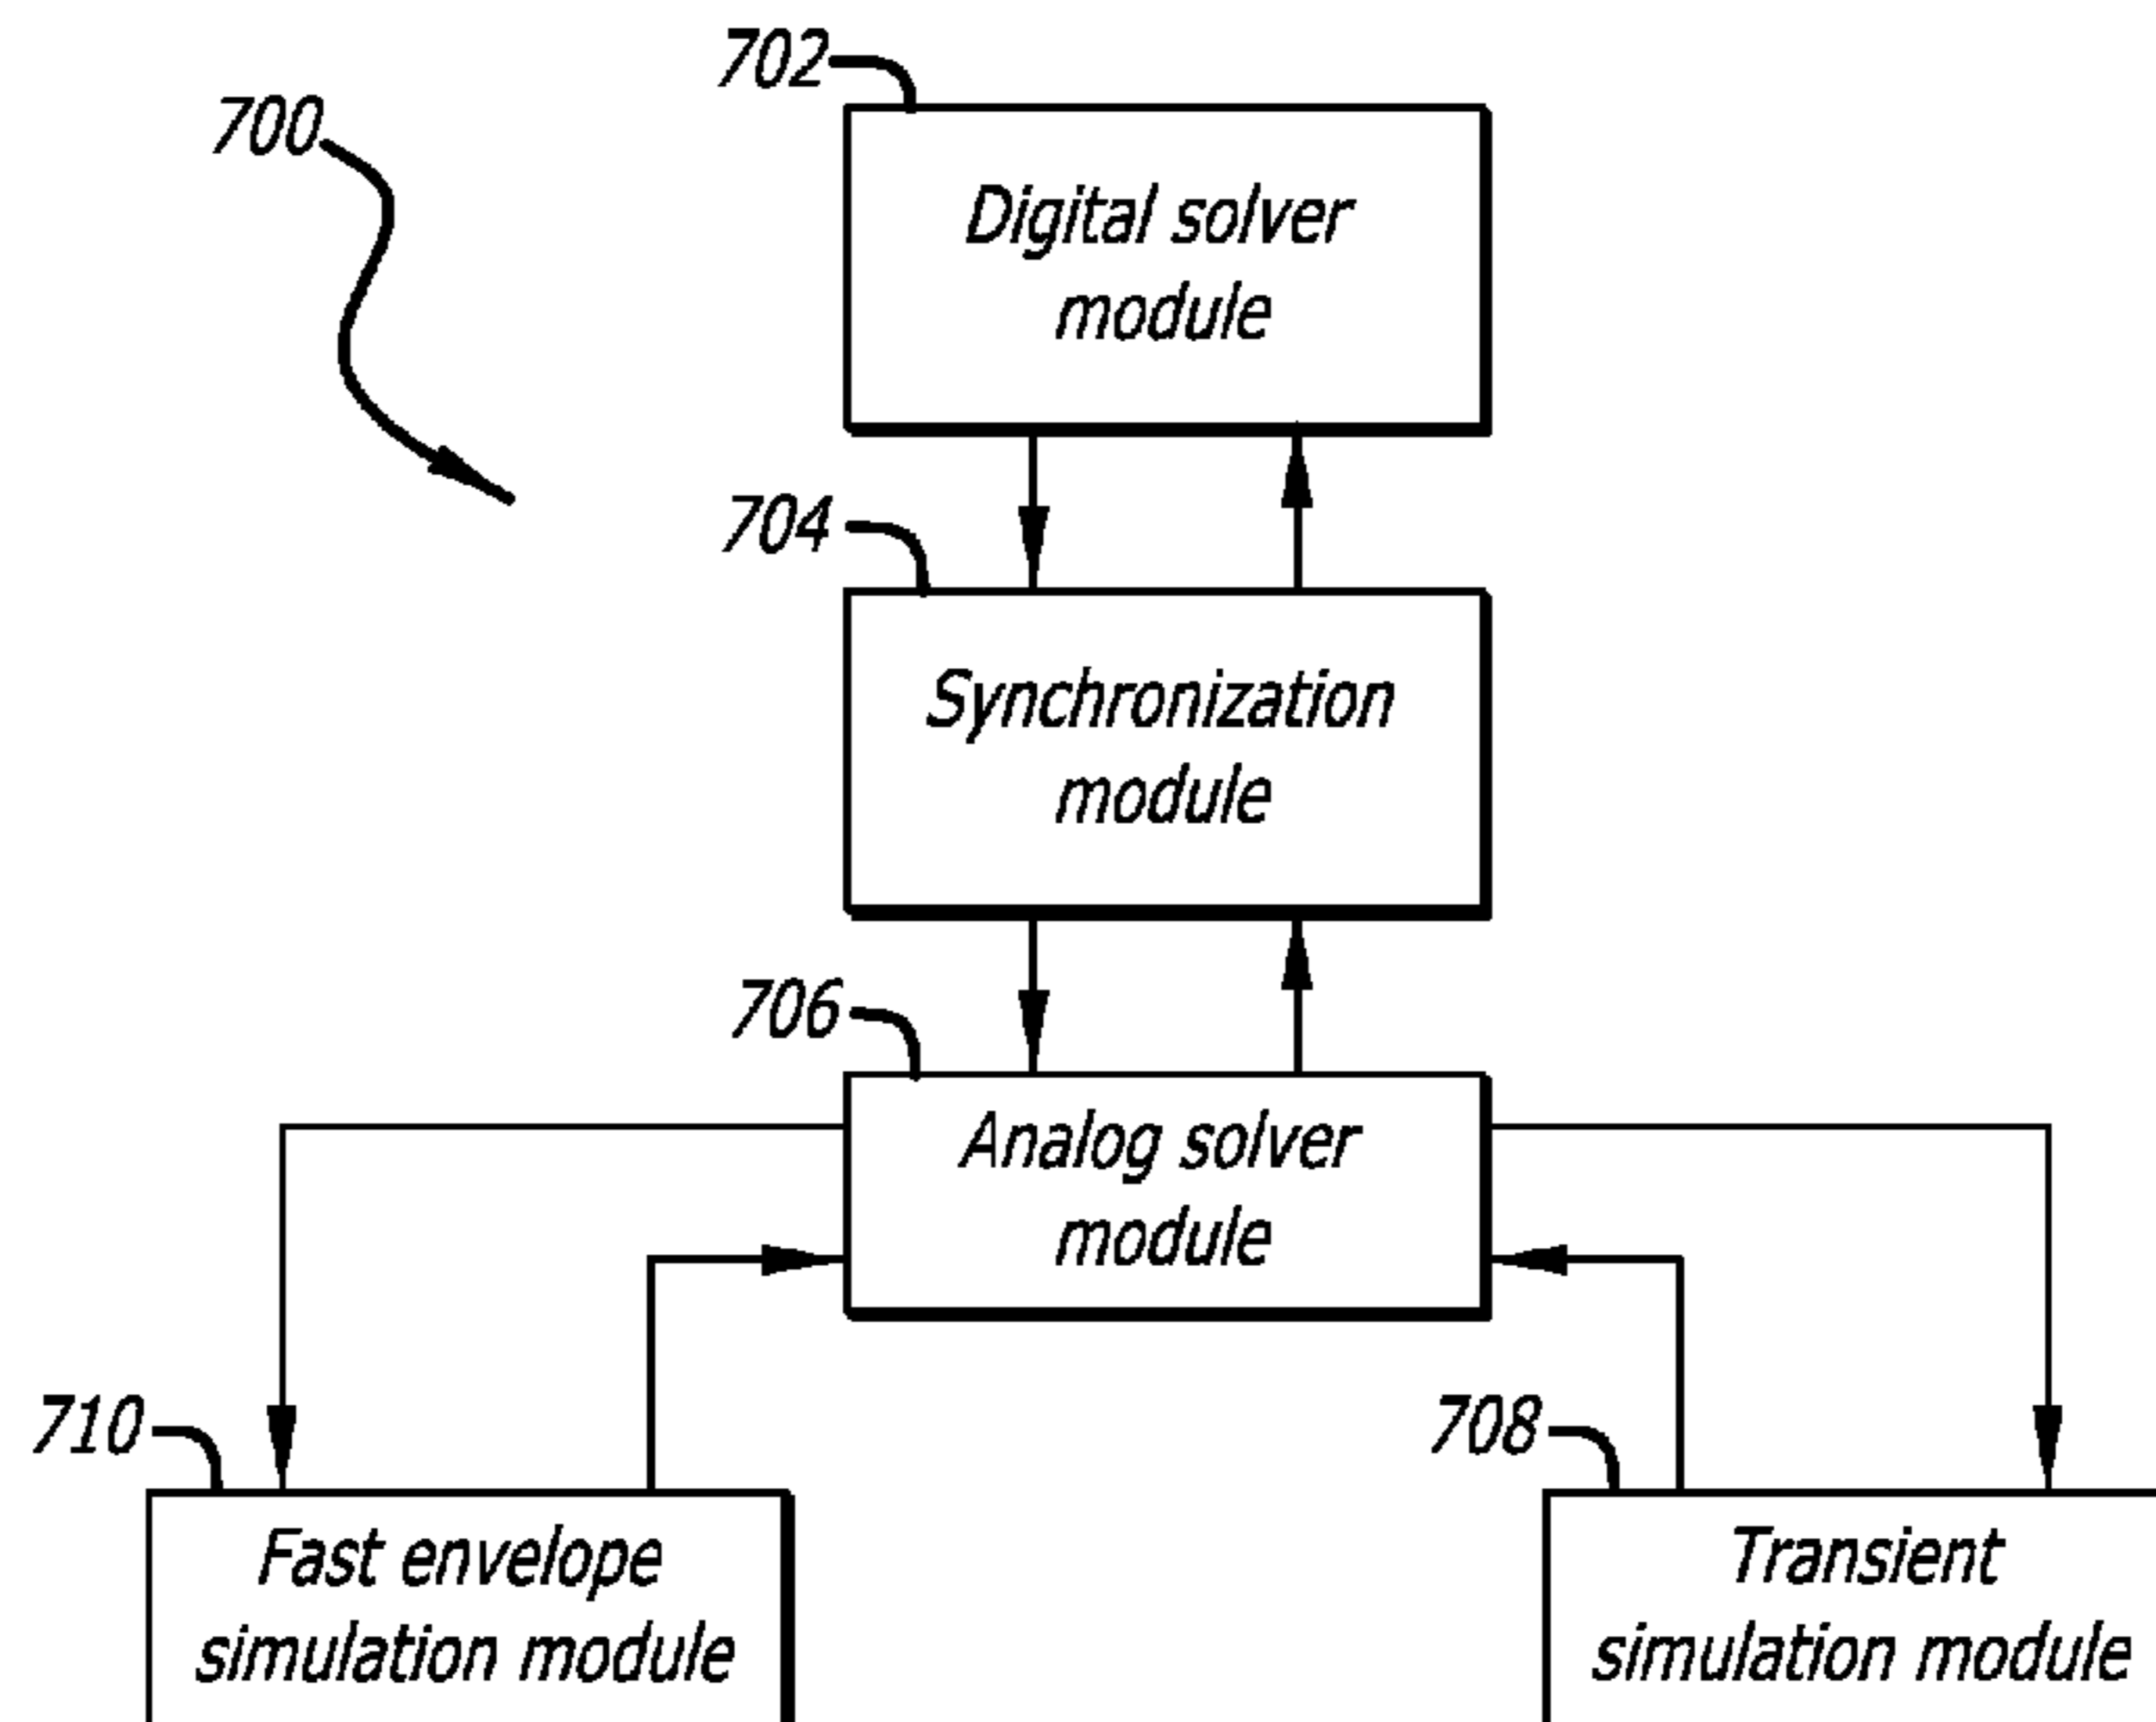 702
700
Digital solver
module
704
Synchronization
module
706
Analog solver
module
710
708
Fast envelope
simulation module
Transient
simulation module